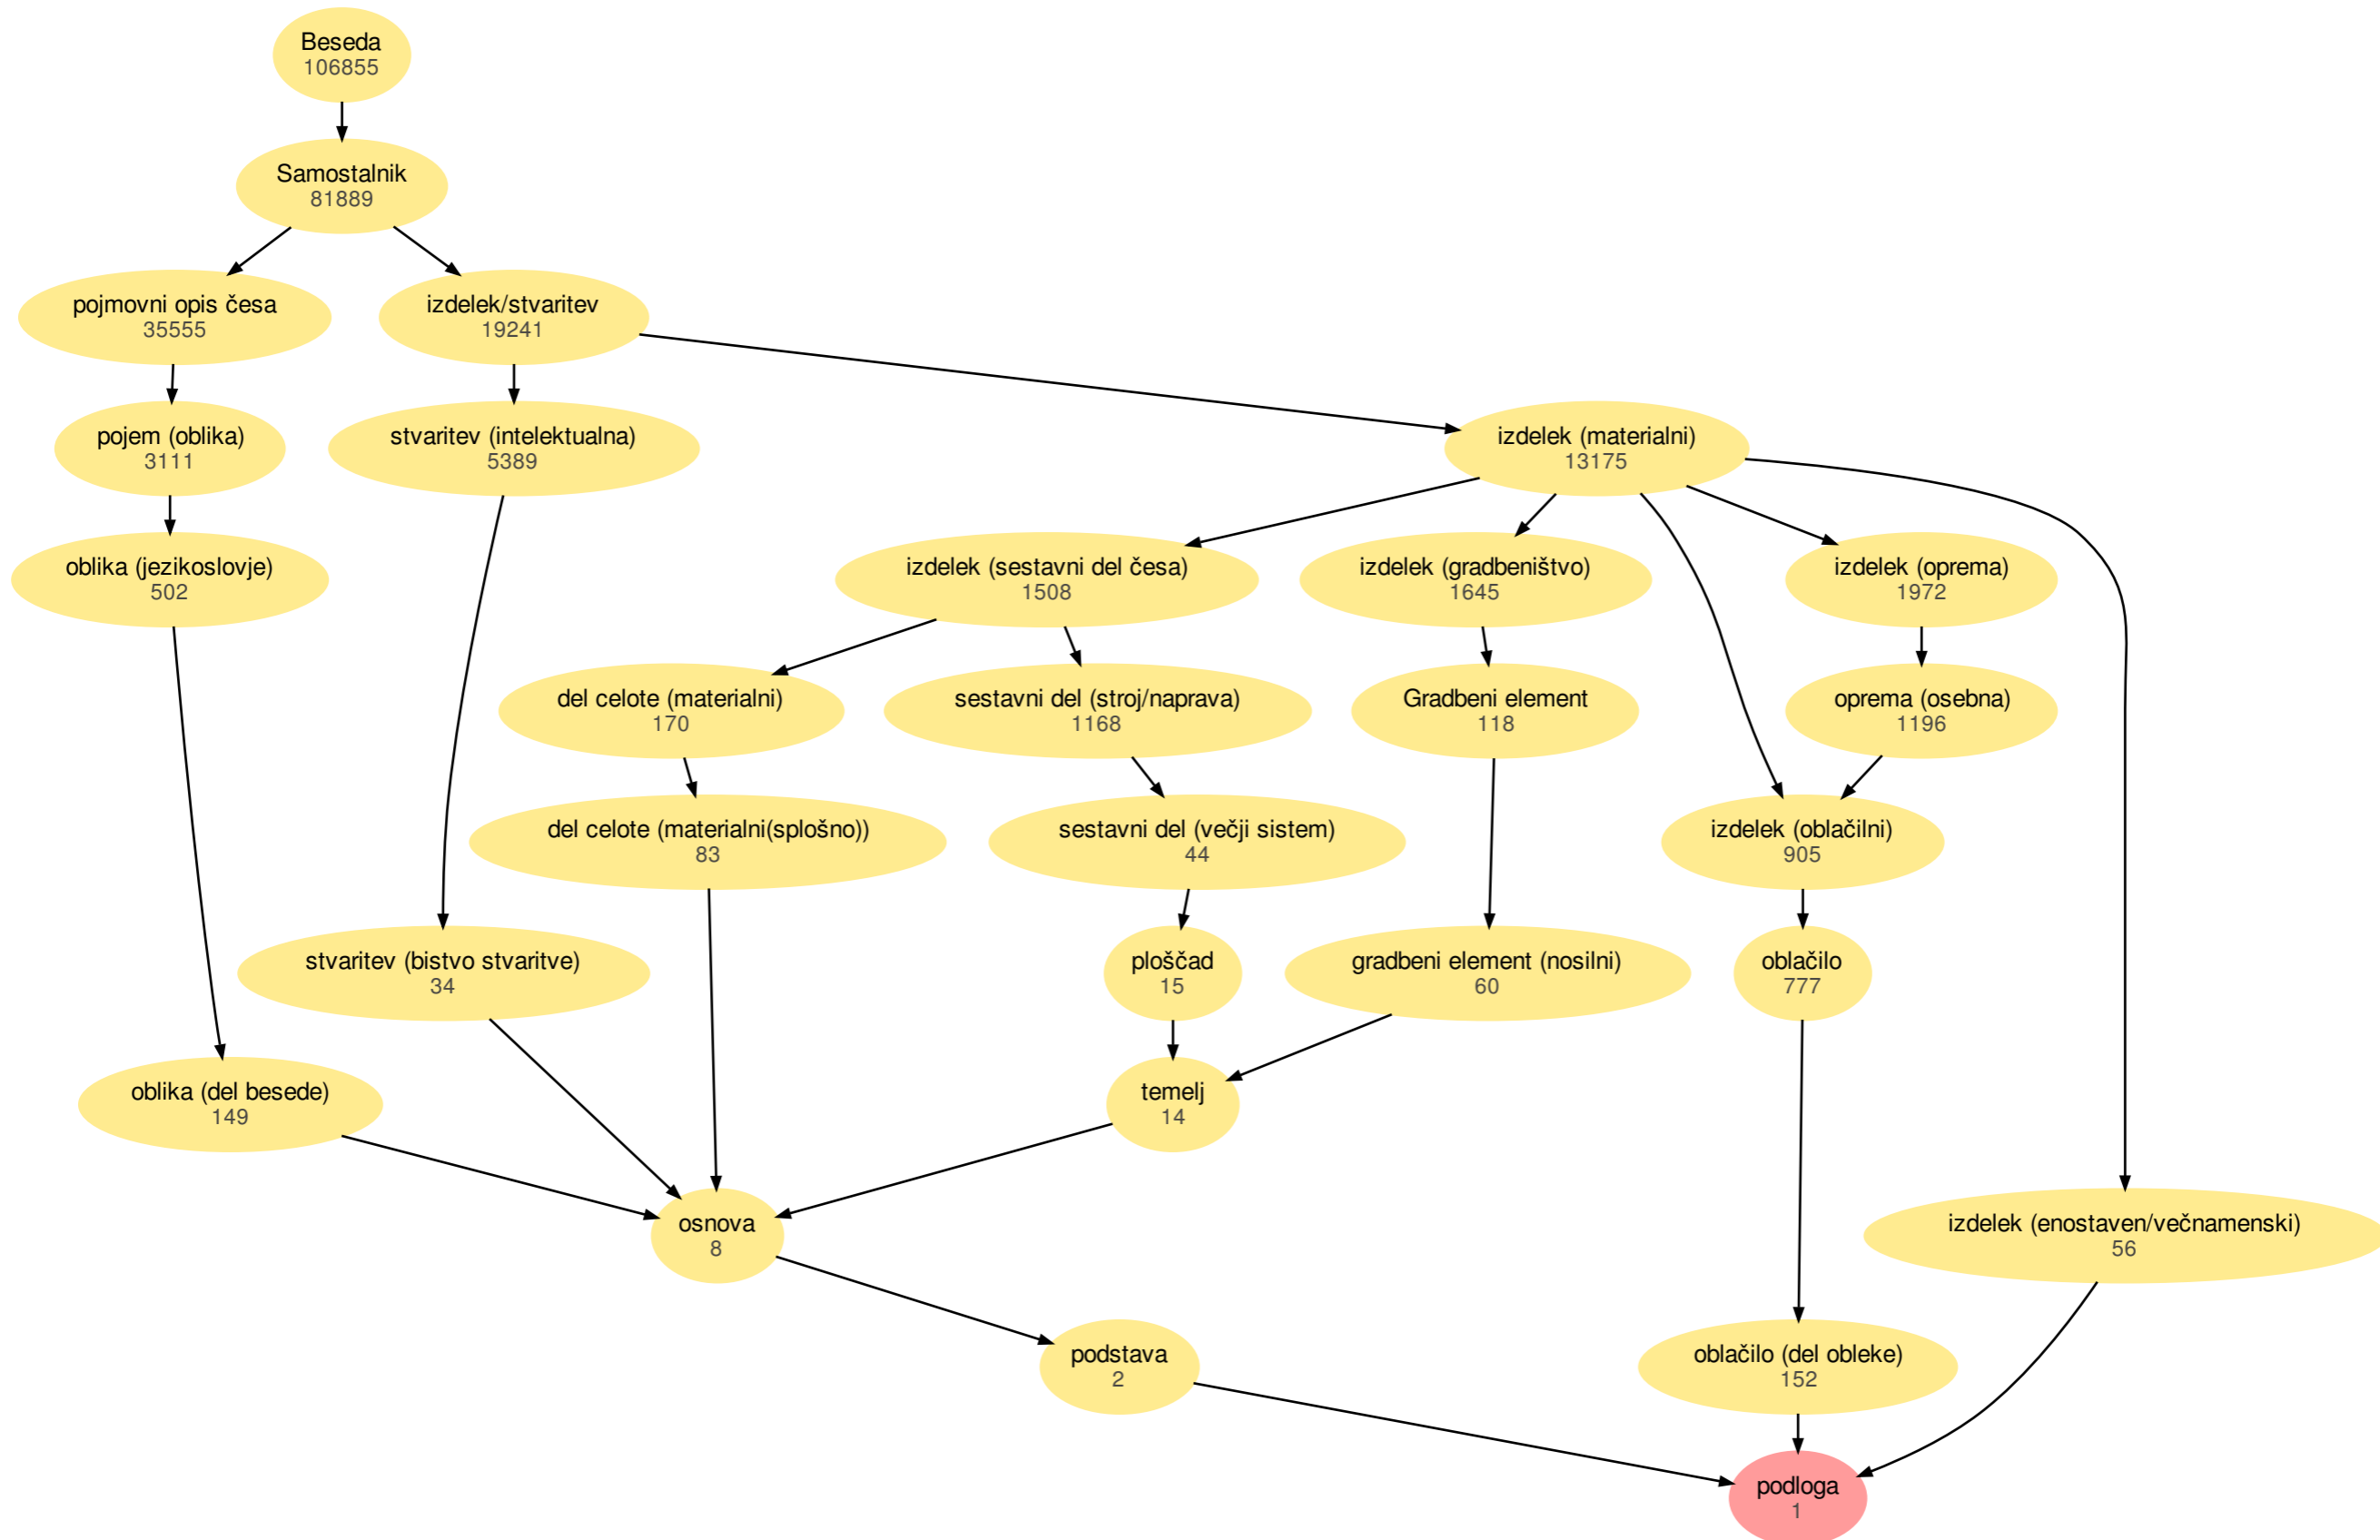 Beseda
106855
Samostalnik
81889
pojmovni opis česa
35555
izdelek/stvaritev
19241
pojem (oblika)
3111
stvaritev (intelektualna)
5389
izdelek (materialni)
13175
oblika (jezikoslovje)
502
izdelek (sestavni del česa)
1508
izdelek (gradbeništvo)
1645
izdelek (oprema)
1972
del celote (materialni)
170
sestavni del (stroj/naprava)
1168
Gradbeni element
118
oprema (osebna)
1196
del celote (materialni(splošno))
83
sestavni del (večji sistem)
44
izdelek (oblačilni)
905
stvaritev (bistvo stvaritve)
34
ploščad
15
gradbeni element (nosilni)
60
oblačilo
777
oblika (del besede)
149
temelj
14
osnova
8
izdelek (enostaven/večnamenski)
56
podstava
2
oblačilo (del obleke)
152
podloga
1